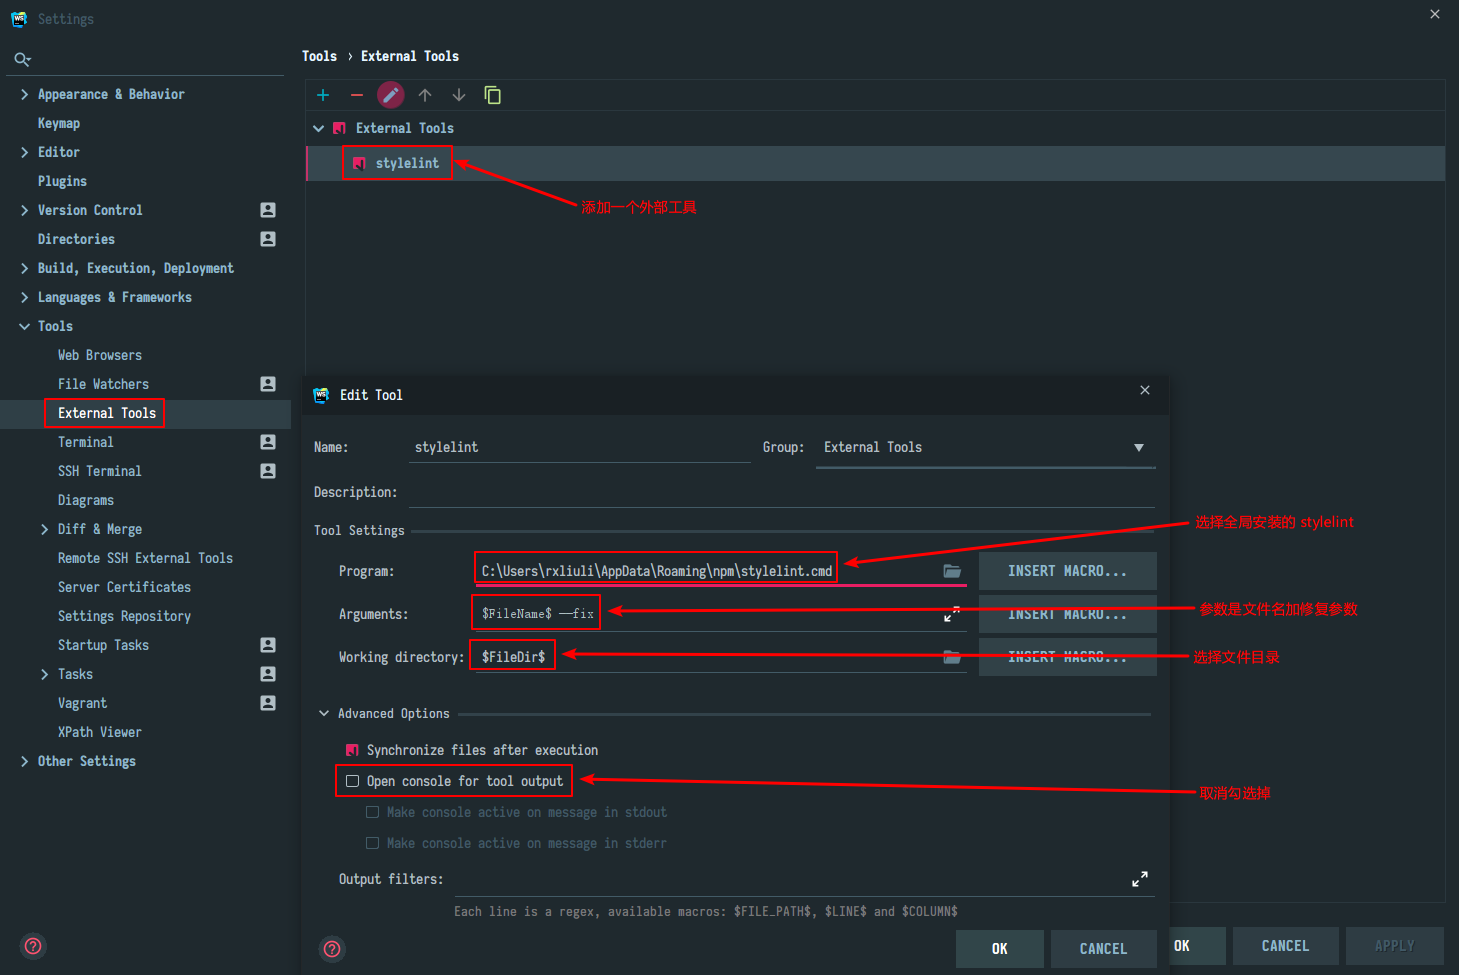 Settings
Tools › External Tools
Appearance & Behavior
Keymap
Editor
Plugins
Version Control
Directories
Build, Execution, Deployment
Languages & Frameworks
Tools
Web Browsers
File Watchers
External Tools
Terminal
SSH Terminal
Diagrams
Diff & Merge
Remote SSH External Tools
Server Certificates
Settings Repository
Startup Tasks
Tasks
Vagrant
XPath Viewer
Other Settings
External Tools
stylelint
添加一个外部工具
WS Edit Tool
Name: stylelint Group: External Tools
Description:
Tool Settings
选择全局安装的 stylelint
Program: C:\Users\rxliuli\AppData\Roaming\npm\stylelint.cmd INSERT MACRO...
Arguments: $FileName$ --fix INSERT MACRO...
参数是文件名加修复参数
Working directory: $FileDir$ INSERT MACRO...
选择文件目录
Advanced Options
Synchronize files after execution
Open console for tool output
取消勾选掉
Make console active on message in stdout
Make console active on message in stderr
Output filters:
Each line is a regex, available macros: $FILE_PATH$, $LINE$ and $COLUMN$
OK CANCEL
OK CANCEL APPLY